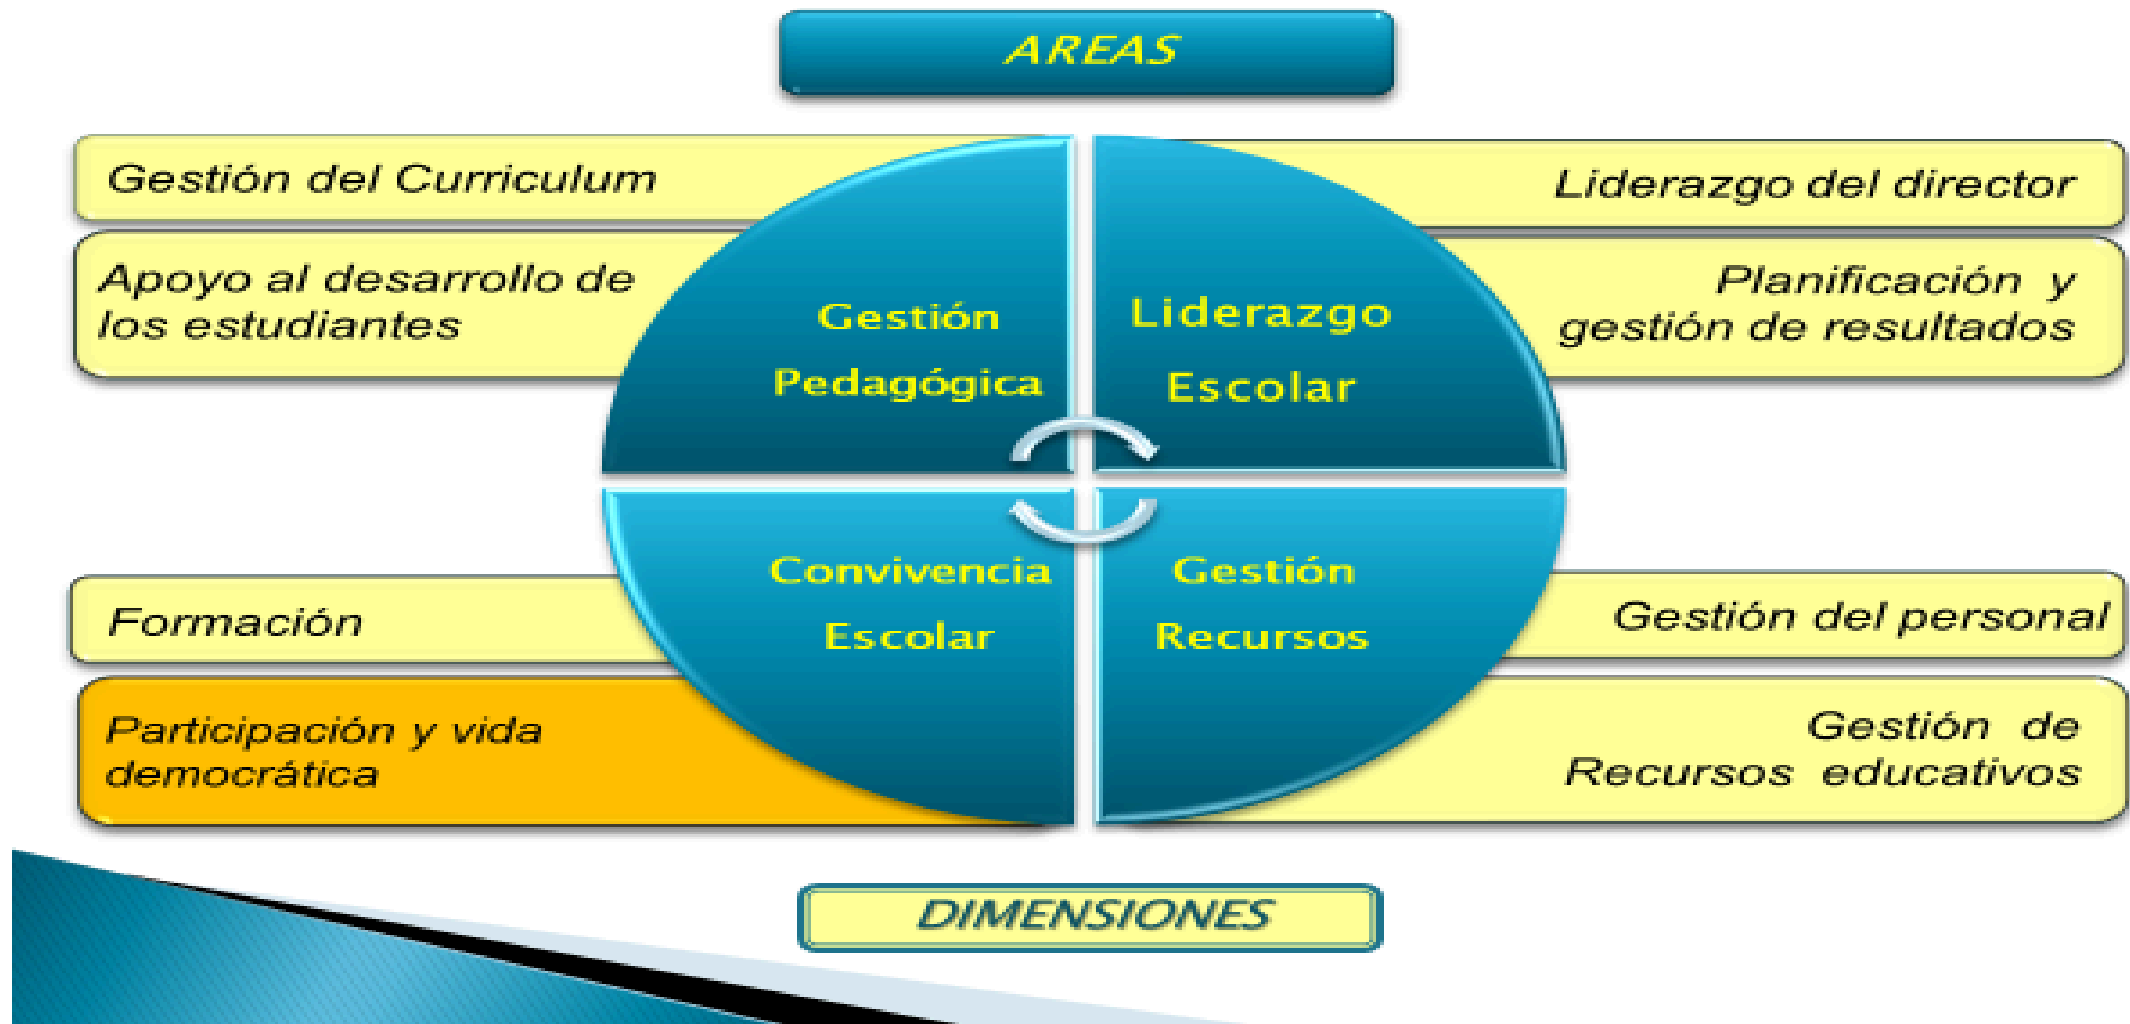 AREAS
Gestión del Curriculum
Apoyo al desarrollo de
los estudiantes
Gestión
Pedagógica
Liderazgo
Escolar
Liderazgo del director
Planificación y
gestión de resultados
Formación
Participación y vida
democrática
Convivencia
Escolar
Gestión
Recursos
Gestión del personal
Gestión de
Recursos educativos
DIMENSIONES